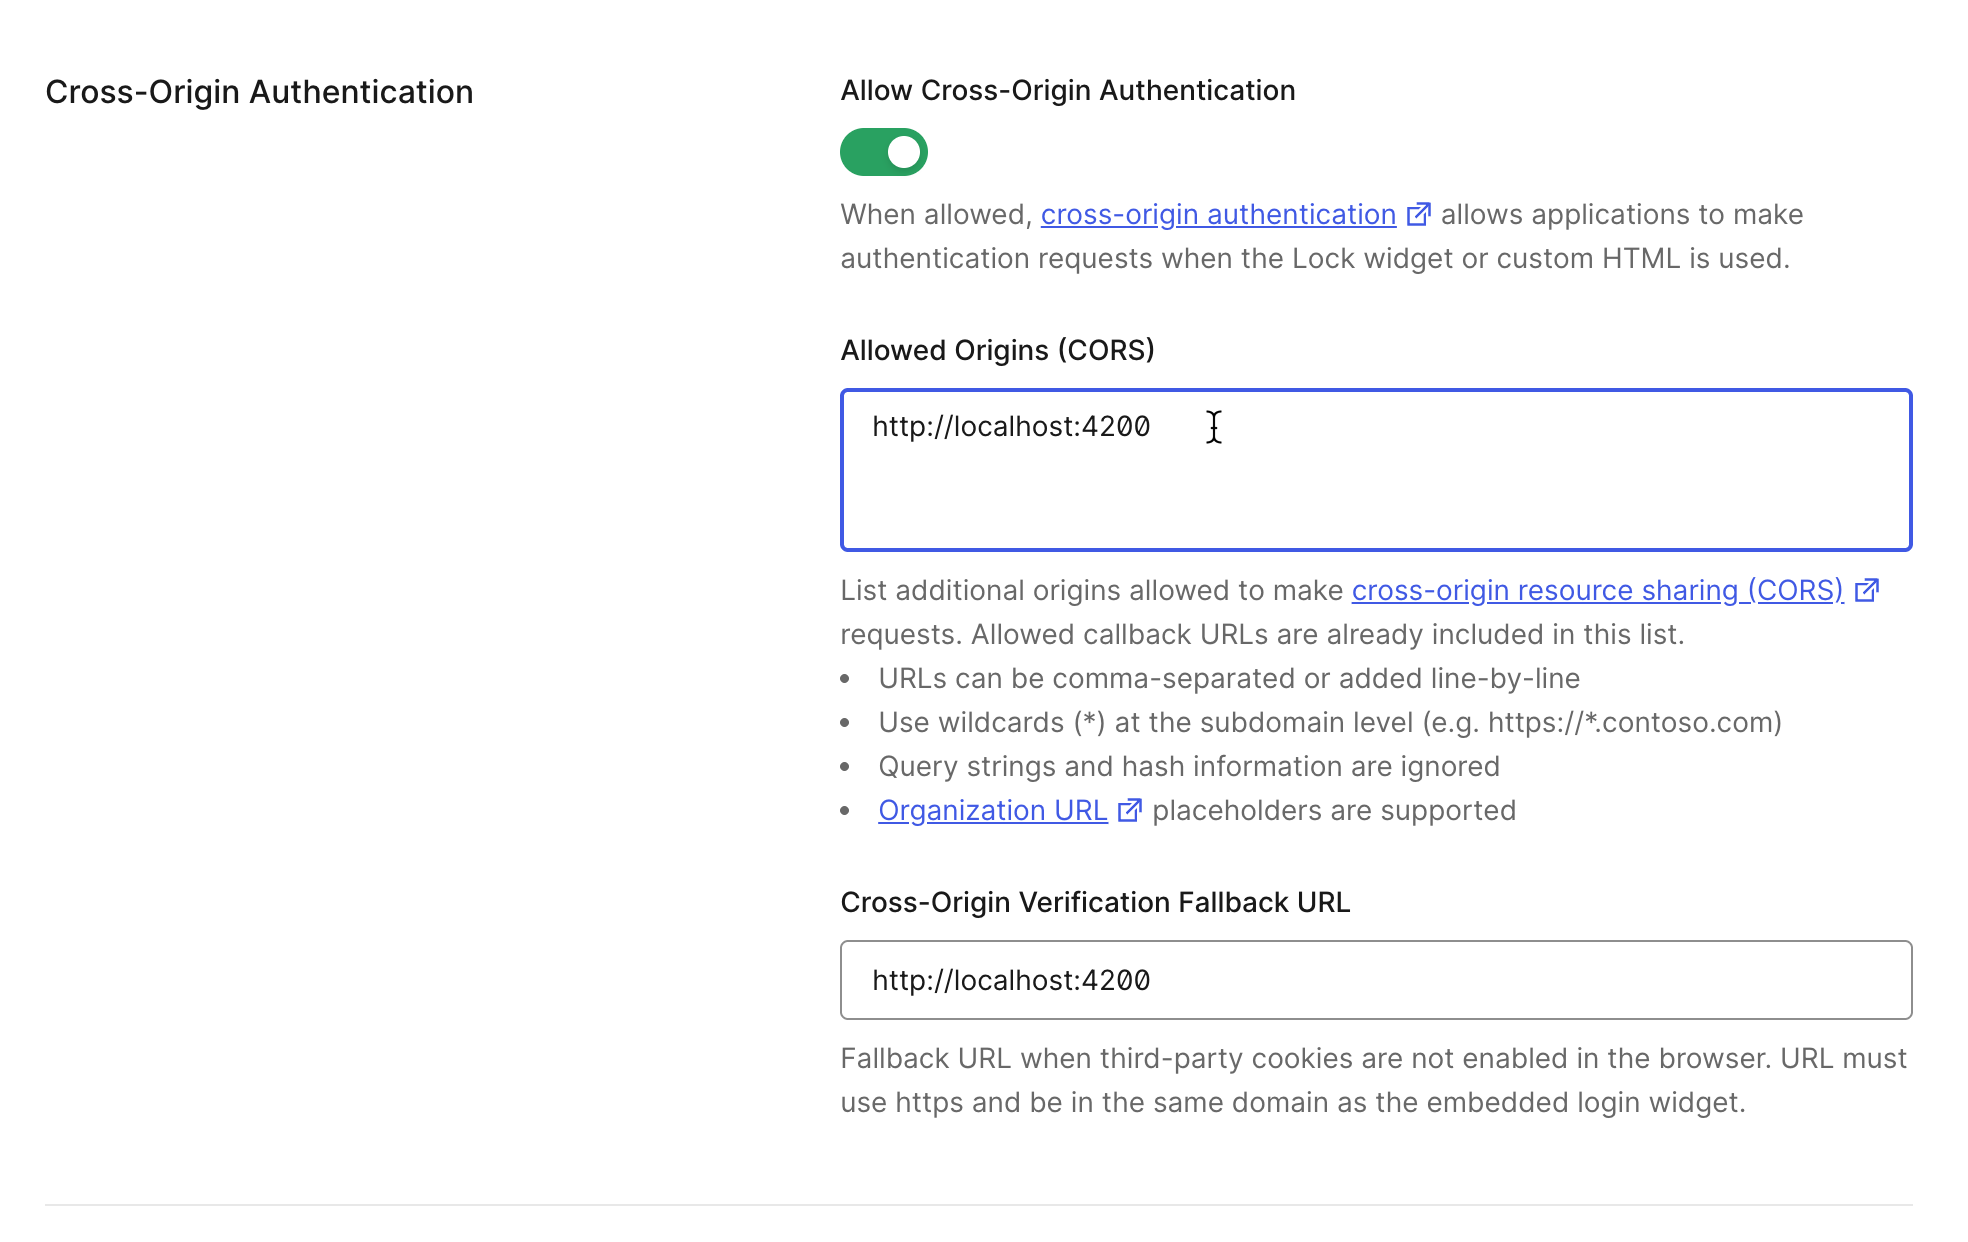 Cross-Origin Authentication
Allow Cross-Origin Authentication
When allowed, cross-origin authentication allows applications to make
authentication requests when the Lock widget or custom HTML is used.
Allowed Origins (CORS)
http://localhost:4200
List additional origins allowed to make cross-origin resource sharing (CORS)
requests. Allowed callback URLs are already included in this list.
• URLs can be comma-separated or added line-by-line
• Use wildcards (*) at the subdomain level (e.g. https://*.contoso.com)
• Query strings and hash information are ignored
• Organization URL placeholders are supported
Cross-Origin Verification Fallback URL
http://localhost:4200
Fallback URL when third-party cookies are not enabled in the browser. URL must
use https and be in the same domain as the embedded login widget.